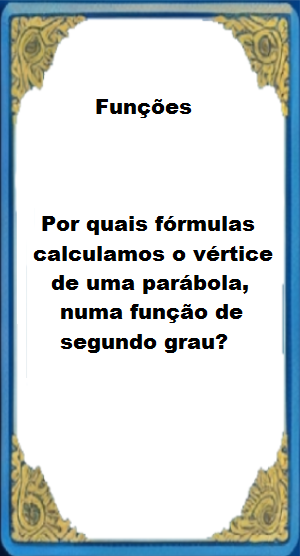 Funções
Por quais fórmulas
calculamos o vértice
de uma parábola,
numa função de
segundo grau?